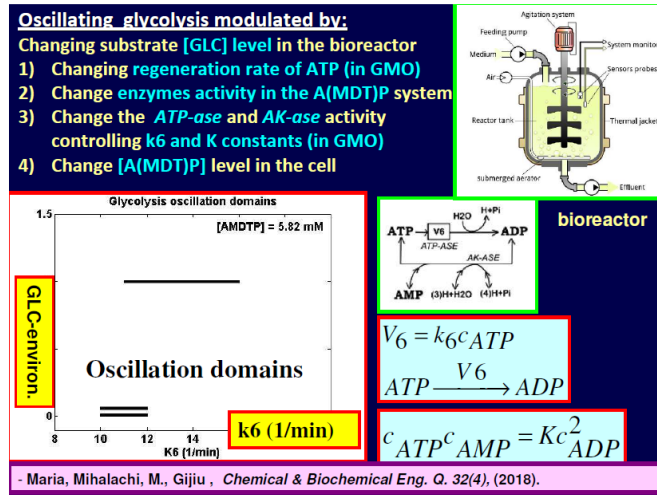 Oscillating glycolysis modulated by:
Changing substrate [GLC] level in the bioreactor
1) Changing regeneration rate of ATP (in GMO)
2) Change enzymes activity in the A(MDT)P system
3) Change the ATP-ase and AK-ase activity
controlling k6 and K constants (in GMO)
4) Change [A(MDT)P] level in the cell
Agitation system
Feeding pump
System monitor
Medium
Sensors probes
Air
Reactor tank
Thermal jacket
submerged aerator
Effluent
bioreactor
Glycolysis oscillation domains
1.5
[AMDTP] = 5.82 mM
GLC-environ.
Oscillation domains
0
k6 (1/min)
8 10 12 14
K6 [1/min)
H2O H+Pi
ATP V6 ADP
ATP-ASE
AK-ASE
AMP (3)H+H2O (4)H+Pi
V6 = k6cATP
V6
ATP ⟶ ADP
cATP cAMP = Kc²ADP
- Maria, Mihalachi, M., Gijiu , Chemical & Biochemical Eng. Q. 32(4), (2018).